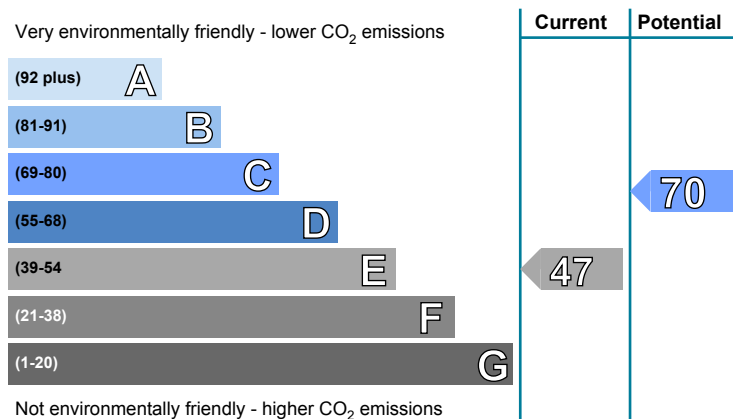 Current Potential
Very environmentally friendly - lower CO₂ emissions
(92 plus) A
(81-91) B
(69-80) C
70
(55-68) D
(39-54 E
47
(21-38) F
(1-20) G
Not environmentally friendly - higher CO₂ emissions